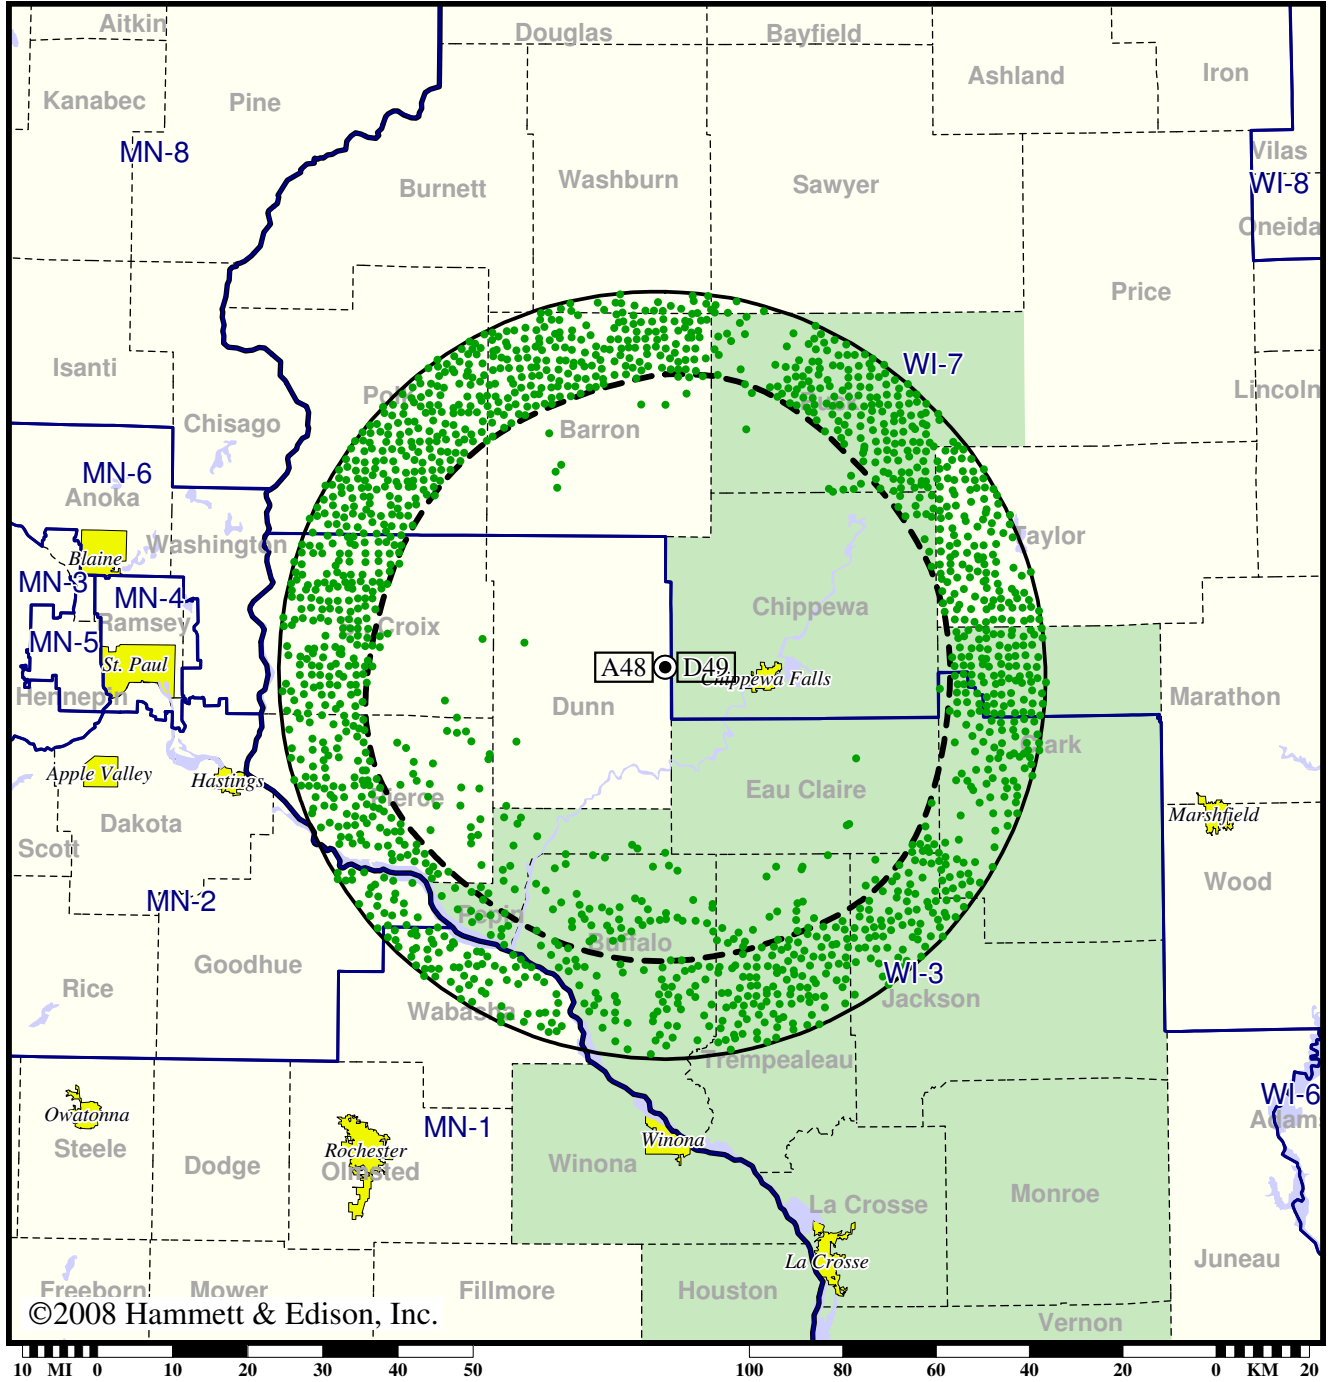 Aitkin
Douglas
Bayfield
Ashland
Iron
Kanabec
Pine
MN-8
Vilas
WI-8
Burnett
Washburn
Sawyer
Oneida
Price
Isanti
WI-7
Lincoln
Chisago
Barron
MN-6
Anoka
Washington
Taylor
Blaine
MN-3
MN-4
Chippewa
Ramsey
Croix
MN-5
St. Paul
A48
D49
Chippewa Falls
Hennepin
Dunn
Marathon
Clark
Apple Valley
Hastings
Eau Claire
Pierce
Dakota
Marshfield
Scott
Wood
MN-2
Pepin
Buffalo
Goodhue
WI-3
Rice
Jackson
Wabasha
Trempealeau
WI-6
Owatonna
Adams
MN-1
Winona
Steele
Rochester
Dodge
Olmsted
Winona
Monroe
La Crosse
La Crosse
Juneau
Freeborn
Mower
Fillmore
Houston
©2008 Hammett & Edison, Inc.
Vernon
10 MI 0 10 20 30 40 50 100 80 60 40 20 0 KM 20